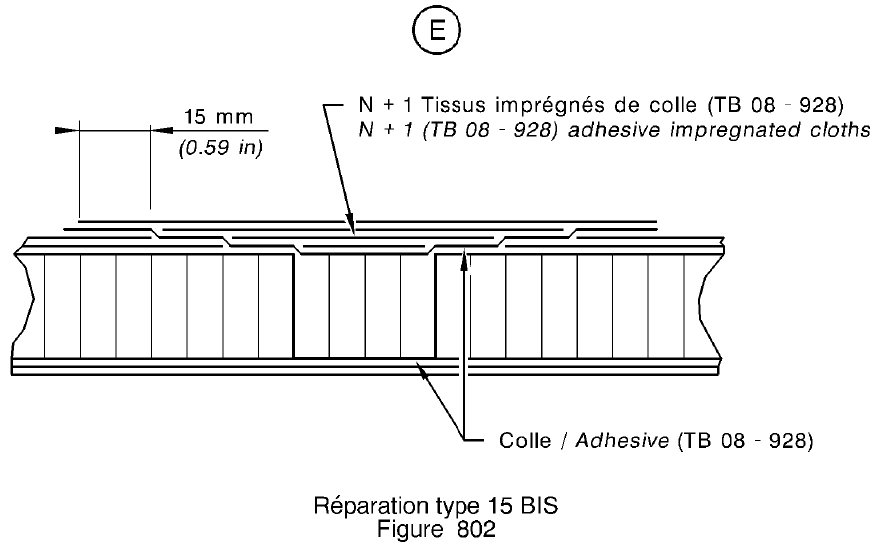 E
N + 1 Tissus imprégnés de colle (TB 08 - 928)
N + 1 (TB 08 - 928) adhesive impregnated cloths
15 mm
(0.59 in)
Colle / Adhesive (TB 08 - 928)
Réparation type 15 BIS
Figure 802